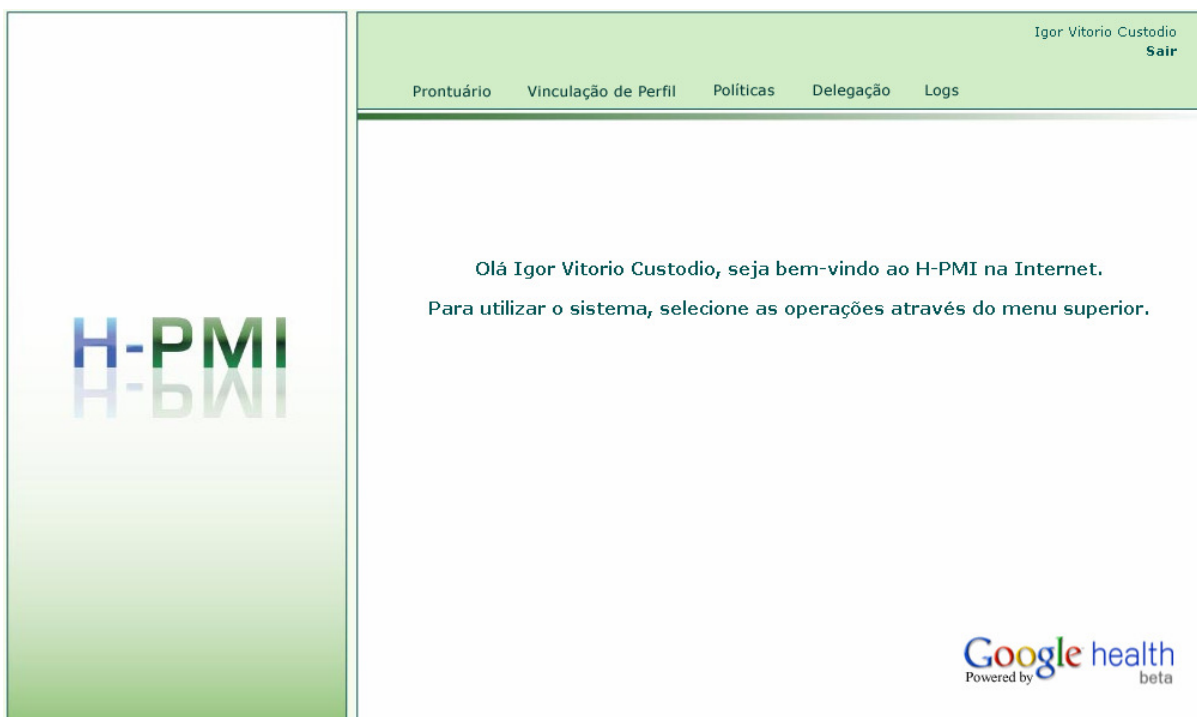 Igor Vitorio Custodio
Sair
Prontuário Vinculação de Perfil Políticas Delegação Logs
Olá Igor Vitorio Custodio, seja bem-vindo ao H-PMI na Internet.
Para utilizar o sistema, selecione as operações através do menu superior.
H-PMI
Google health
Powered by beta